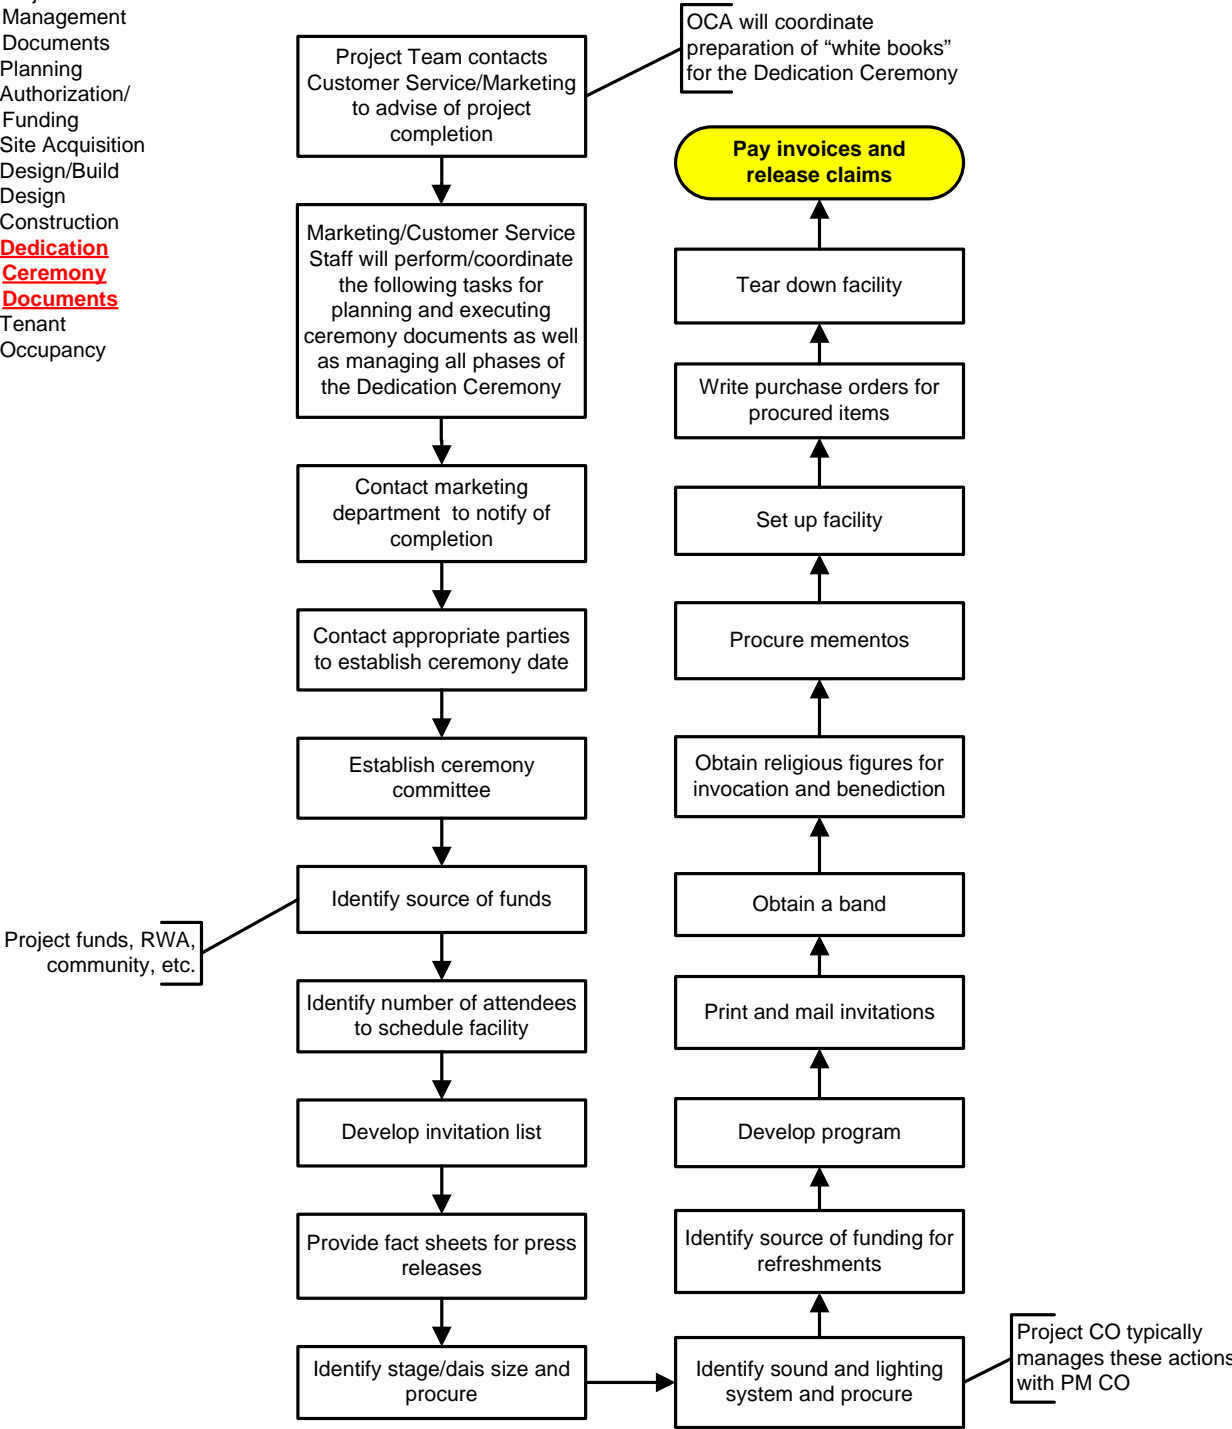 Management
Documents
Planning
Authorization/
Funding
Site Acquisition
Design/Build
Design
Construction
Dedication
Ceremony
Documents
Tenant
Occupancy
Project Team contacts
Customer Service/Marketing
to advise of project
completion
OCA will coordinate
preparation of “white books”
for the Dedication Ceremony
Marketing/Customer Service
Staff will perform/coordinate
the following tasks for
planning and executing
ceremony documents as well
as managing all phases of
the Dedication Ceremony
Contact marketing
department to notify of
completion
Contact appropriate parties
to establish ceremony date
Establish ceremony
committee
Identify source of funds
Project funds, RWA,
community, etc.
Identify number of attendees
to schedule facility
Develop invitation list
Provide fact sheets for press
releases
Identify stage/dais size and
procure
Identify sound and lighting
system and procure
Project CO typically
manages these actions
with PM CO
Identify source of funding for
refreshments
Develop program
Print and mail invitations
Obtain a band
Obtain religious figures for
invocation and benediction
Procure mementos
Set up facility
Write purchase orders for
procured items
Tear down facility
Pay invoices and
release claims